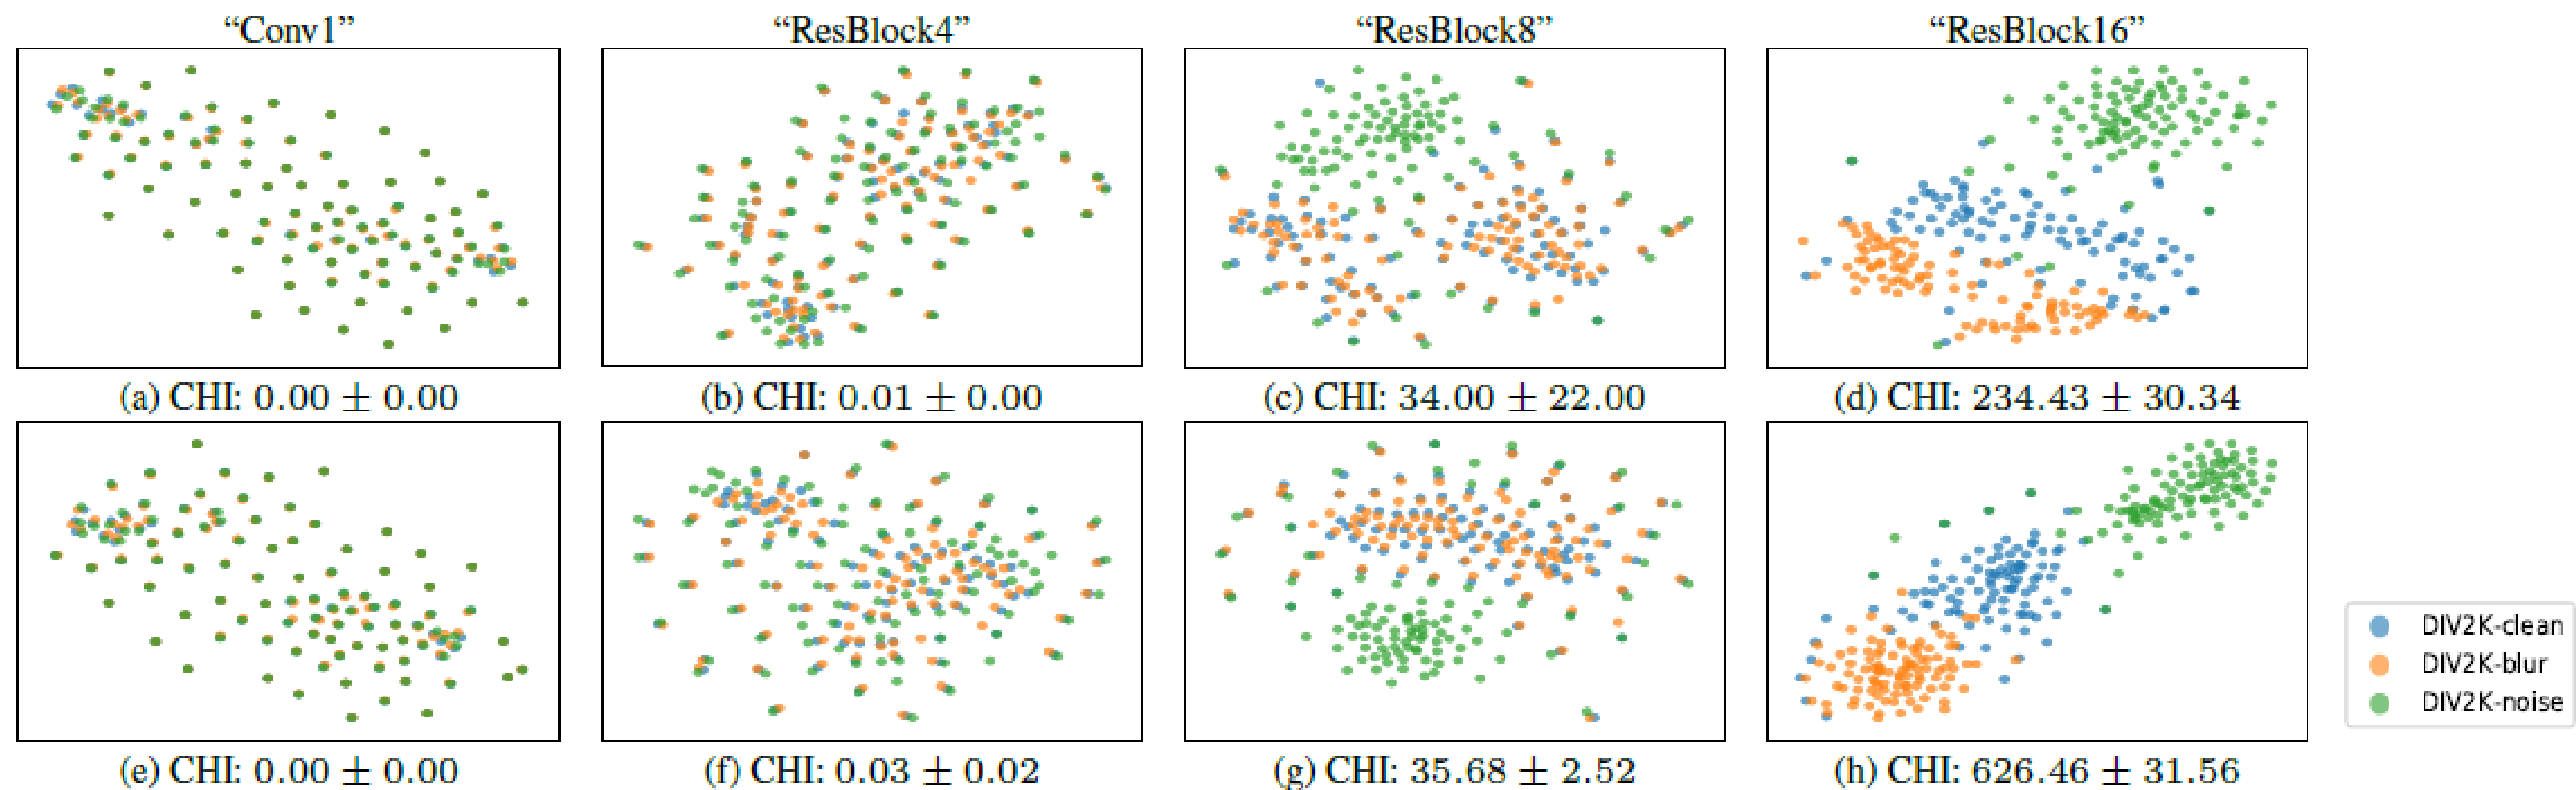 “Conv1” “ResBlock4” “ResBlock8” “ResBlock16”
(a) CHI: 0.00 ± 0.00 (b) CHI: 0.01 ± 0.00 (c) CHI: 34.00 ± 22.00 (d) CHI: 234.43 ± 30.34
(e) CHI: 0.00 ± 0.00 (f) CHI: 0.03 ± 0.02 (g) CHI: 35.68 ± 2.52 (h) CHI: 626.46 ± 31.56
DIV2K-clean
DIV2K-blur
DIV2K-noise